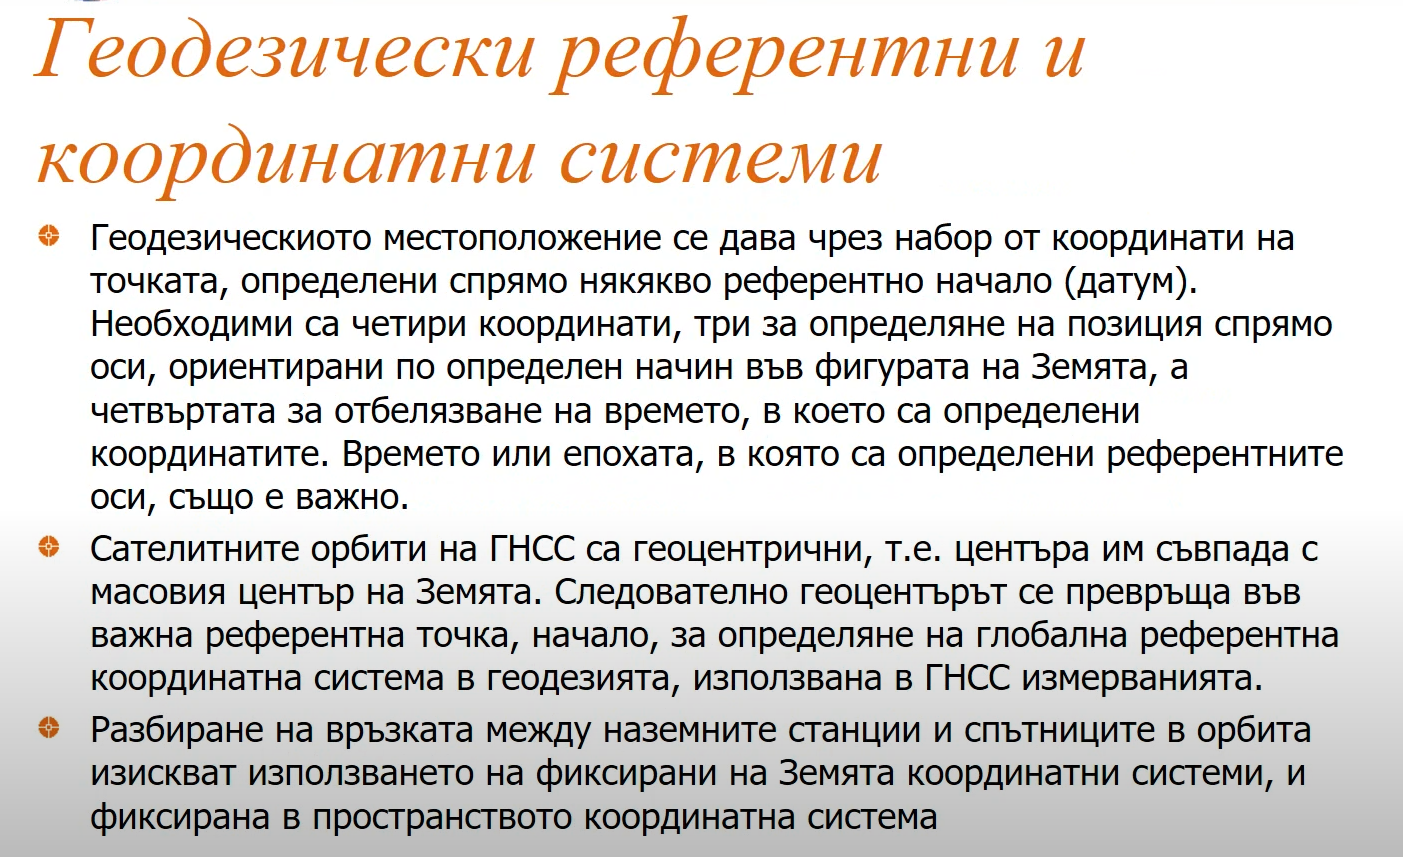 Геодезически референтни и
координатни системи
Геодезическиото местоположение се дава чрез набор от координати на
точката, определени спрямо някякво референтно начало (датум).
Необходими са четири координати, три за определяне на позиция спрямо
оси, ориентирани по определен начин във фигурата на Земята, а
четвъртата за отбелязване на времето, в което са определени
координатите. Времето или епохата, в която са определени референтните
оси, също е важно.
Сателитните орбити на ГНСС са геоцентрични, т.е. центъра им съвпада с
масовия център на Земята. Следователно геоцентърът се превръща във
важна референтна точка, начало, за определяне на глобална референтна
координатна система в геодезията, използвана в ГНСС измерванията.
Разбиране на връзката между наземните станции и спътниците в орбита
изискват използването на фиксирани на Земята координатни системи, и
фиксирана в пространството координатна система